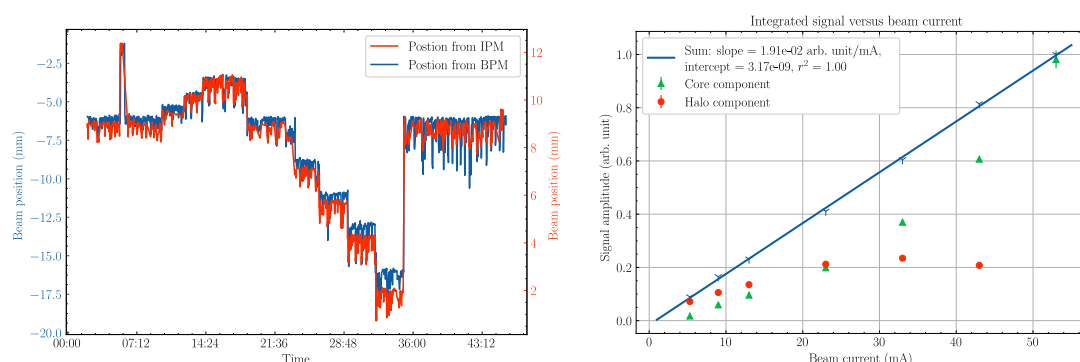 Postion from IPM
Postion from BPM
−2.5
−5.0
−7.5
−10.0
−12.5
−15.0
−17.5
−20.0
Beam position (mm)
12
10
8
6
4
2
Beam position (mm)
00:00
07:12
14:24
21:36
28:48
36:00
43:12
Time
Integrated signal versus beam current
Sum: slope = 1.91e-02 arb. unit/mA,
intercept = 3.17e-09, r² = 1.00
Core component
Halo component
1.0
0.8
0.6
0.4
0.2
0.0
Signal amplitude (arb. unit)
0
10
20
30
40
50
Beam current (mA)